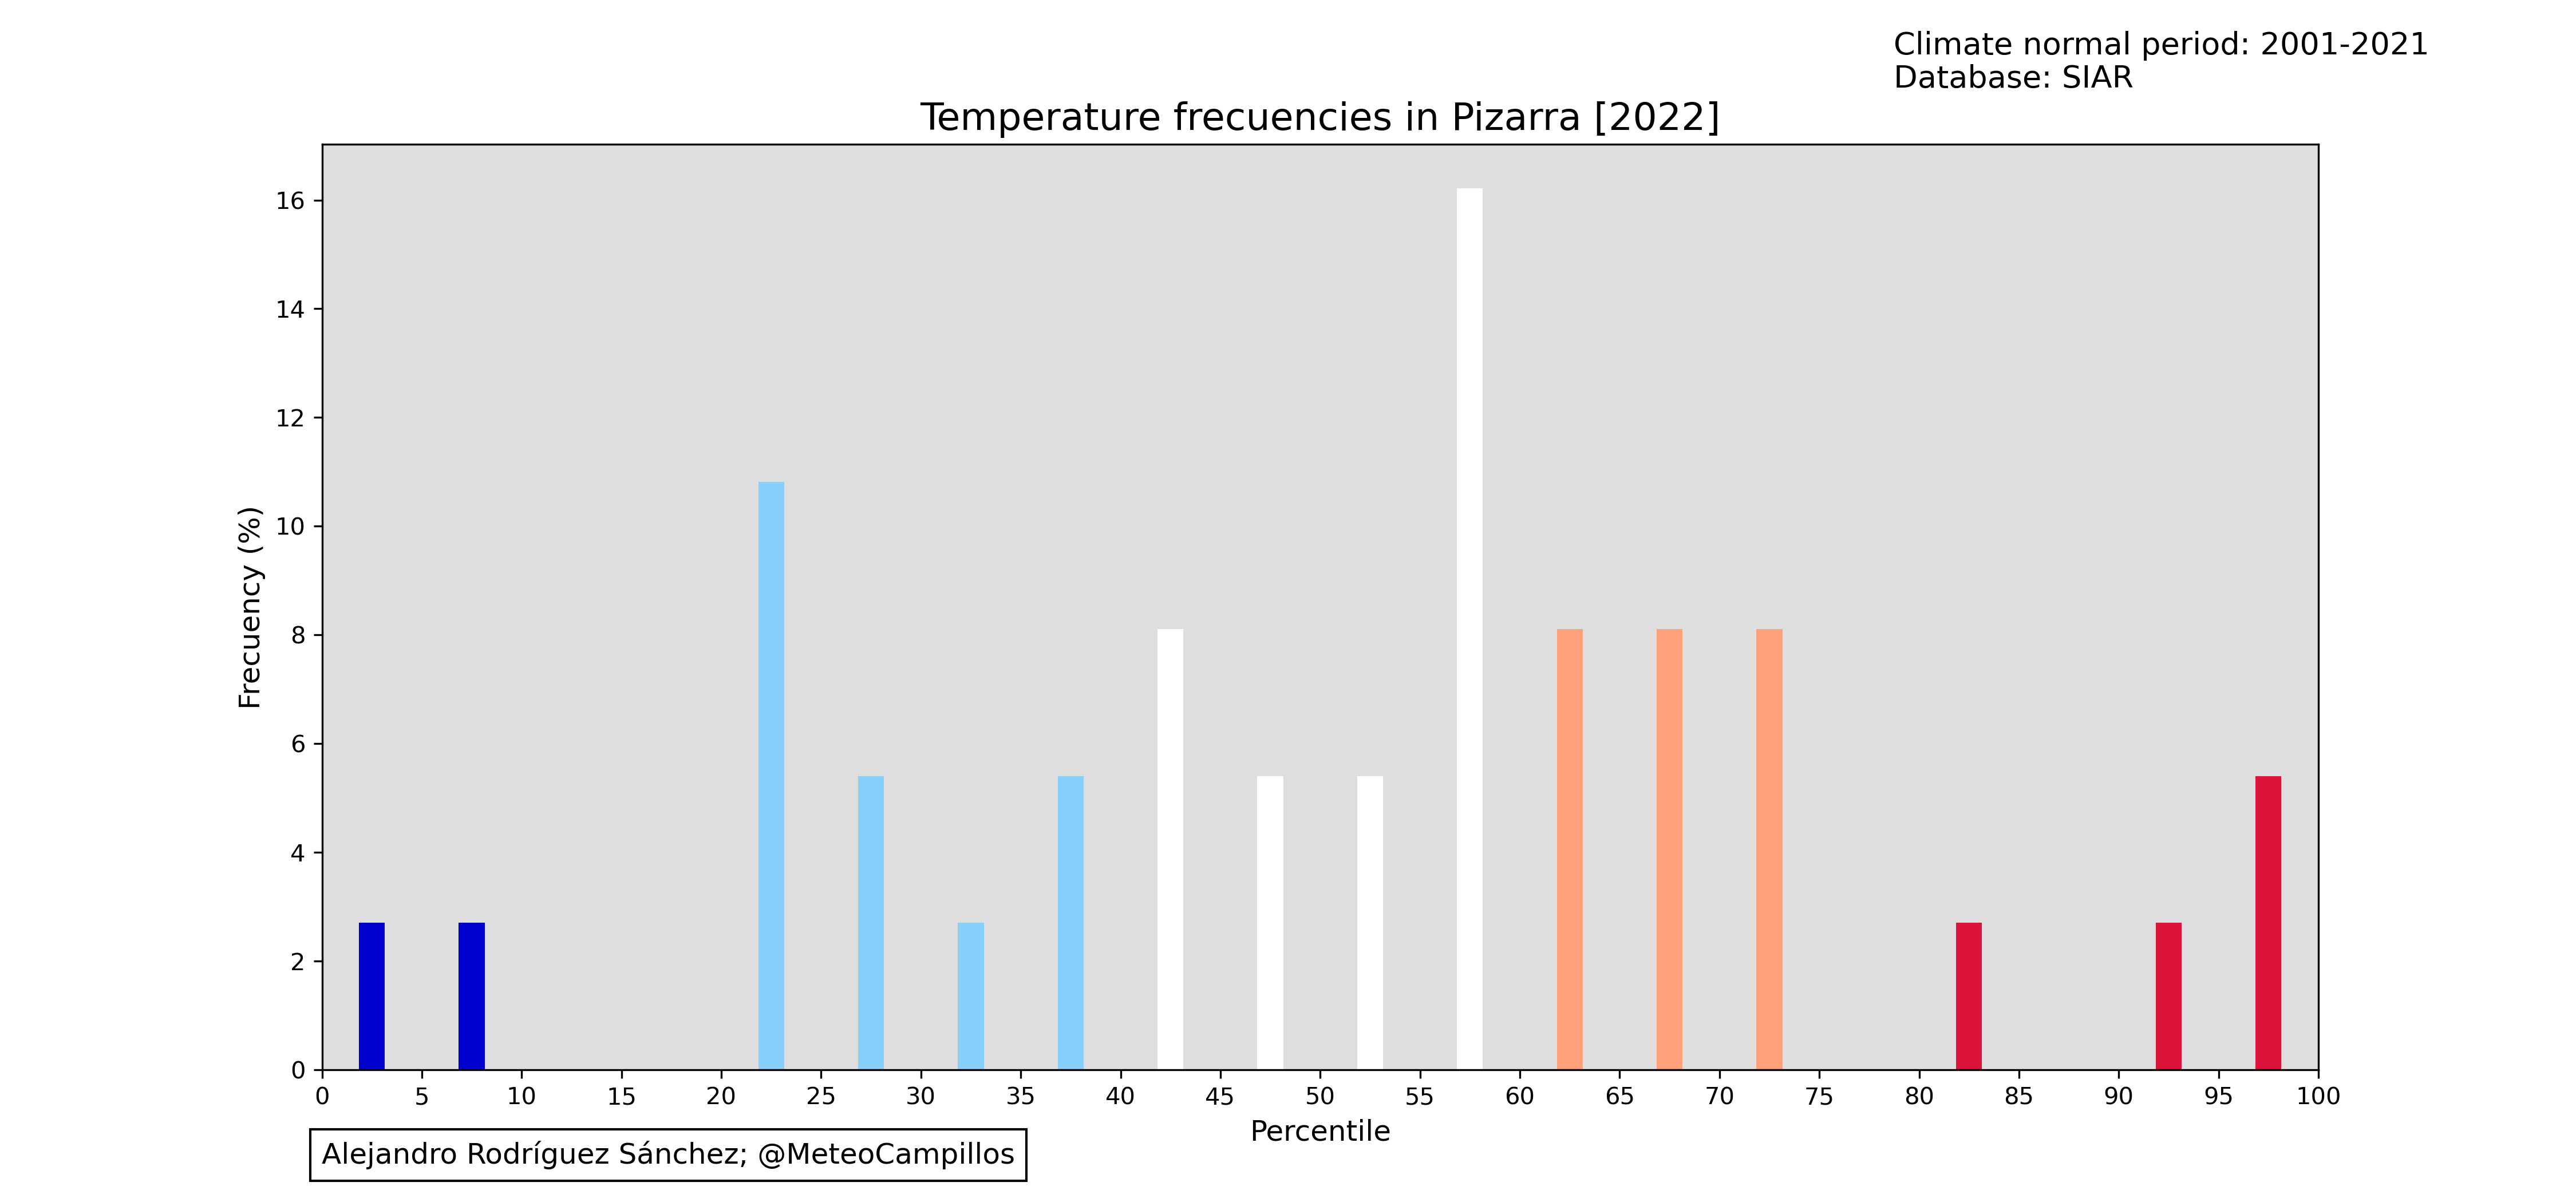 Climate normal period: 2001-2021
Database: SIAR
Temperature frecuencies in Pizarra [2022]
Frecuency (%)
16
14
12
10
8
6
4
2
0
0 5 10 15 20 25 30 35 40 45 50 55 60 65 70 75 80 85 90 95 100
Percentile
Alejandro Rodríguez Sánchez; @MeteoCampillos